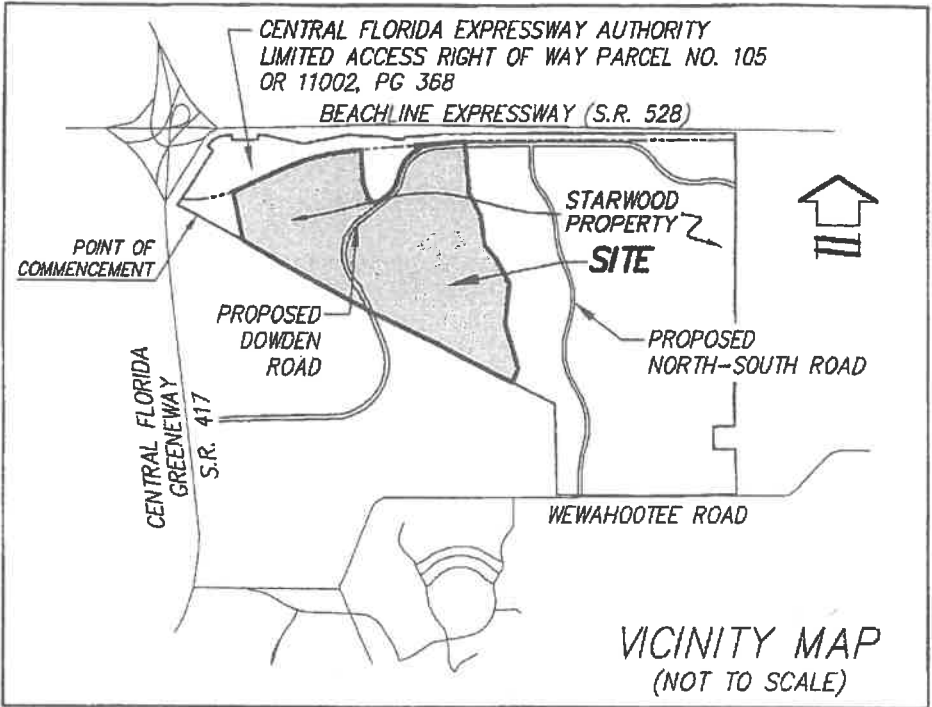 CENTRAL FLORIDA EXPRESSWAY AUTHORITY
LIMITED ACCESS RIGHT OF WAY PARCEL NO. 105
OR 11002, PG 368
BEACHLINE EXPRESSWAY (S.R. 528)
STARWOOD
PROPERTY
SITE
POINT OF
COMMENCEMENT
PROPOSED
DOWDEN
ROAD
PROPOSED
NORTH-SOUTH ROAD
CENTRAL FLORIDA
GREENEWAY
S.R. 417
WEWAHOOTEE ROAD
VICINITY MAP
(NOT TO SCALE)